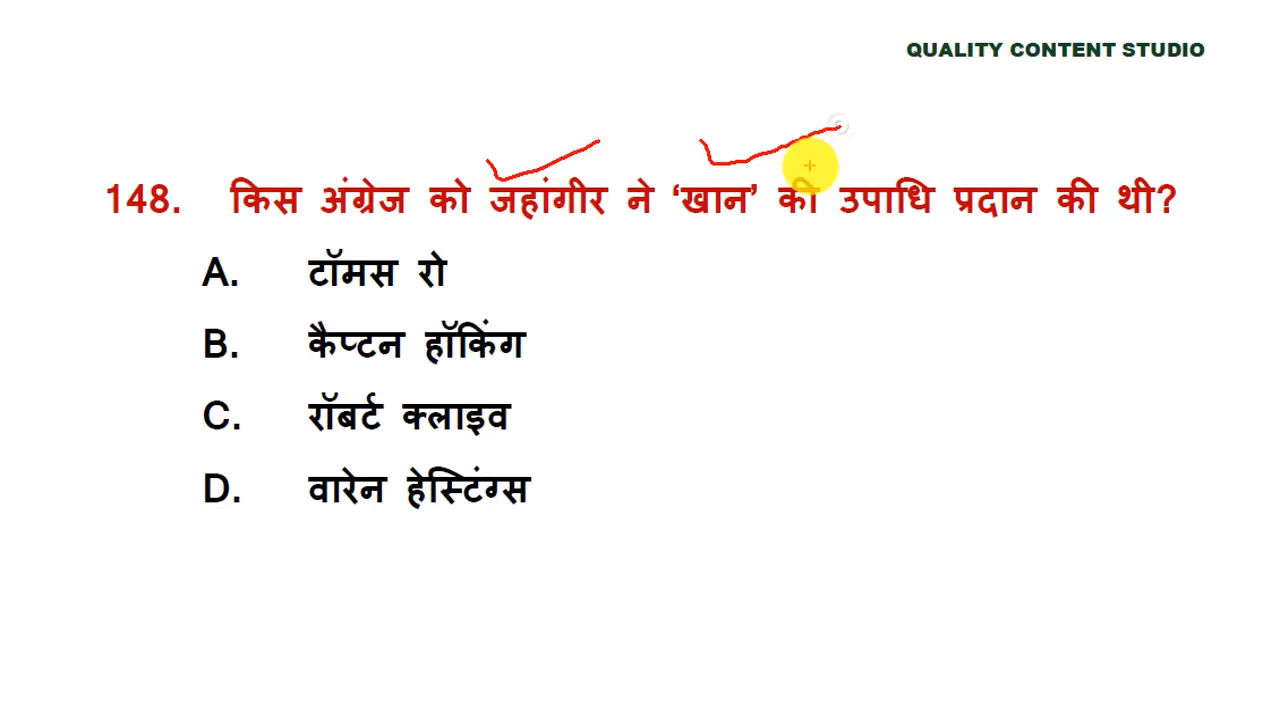 QUALITY CONTENT STUDIO
148. किस अंग्रेज को जहांगीर ने ‘खान’ की उपाधि प्रदान की थी?
A. टॉमस रो
B. कैप्टन हॉकिंग
C. रॉबर्ट क्लाइव
D. वारेन हेस्टिंग्स